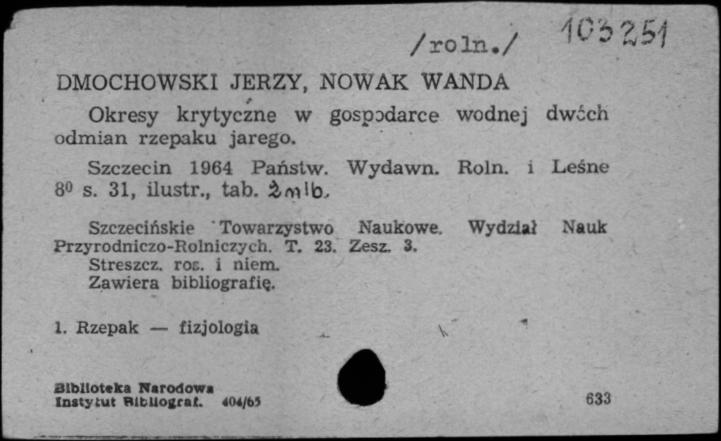 /roln./ 103251
DMOCHOWSKI JERZY, NOWAK WANDA
Okresy krytyczne w gospodarce wodnej dwóch
odmian rzepaku jarego.
Szczecin 1964 Państw. Wydawn. Roln. i Leśne
8⁰ s. 31, ilustr., tab.
Szczecińskie Towarzystwo Naukowe. Wydział Nauk
Przyrodniczo-Rolniczych. T. 23. Zesz. 3.
Streszcz. ros. i niem.
Zawiera bibliografię.
1. Rzepak — fizjologia
Biblioteka Narodowa
Instytut Bibliograf. 404/65 633